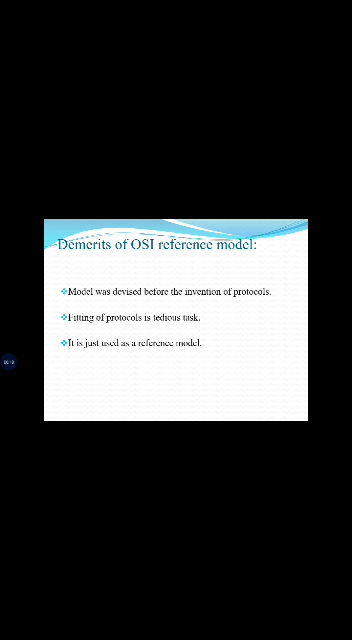 Demerits of OSI reference model:
❖Model was devised before the invention of protocols.
❖Fitting of protocols is tedious task.
❖It is just used as a reference model.